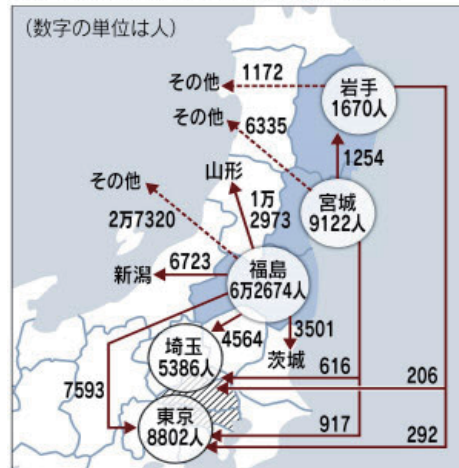 (数字の単位は人)
1172
その他
岩手
1670人
その他
6335
1254
山形
宮城
9122人
その他
1万
2973
2万7320
新潟
6723
福島
6万2674人
4564
3501
茨城
埼玉
5386人
7593
616
206
東京
8802人
917
292